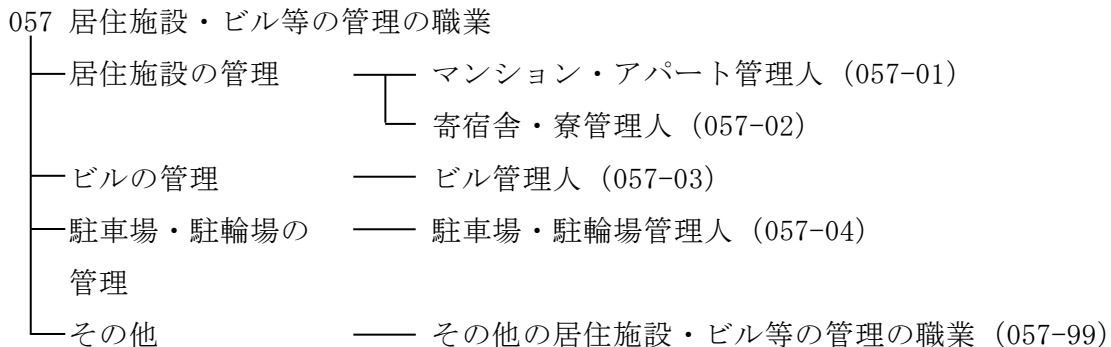 057 居住施設・ビル等の管理の職業
居住施設の管理 マンション・アパート管理人（057-01）
寄宿舎・寮管理人（057-02）
ビルの管理 ビル管理人（057-03）
駐車場・駐輪場の 駐車場・駐輪場管理人（057-04）
管理
その他 その他の居住施設・ビル等の管理の職業（057-99）